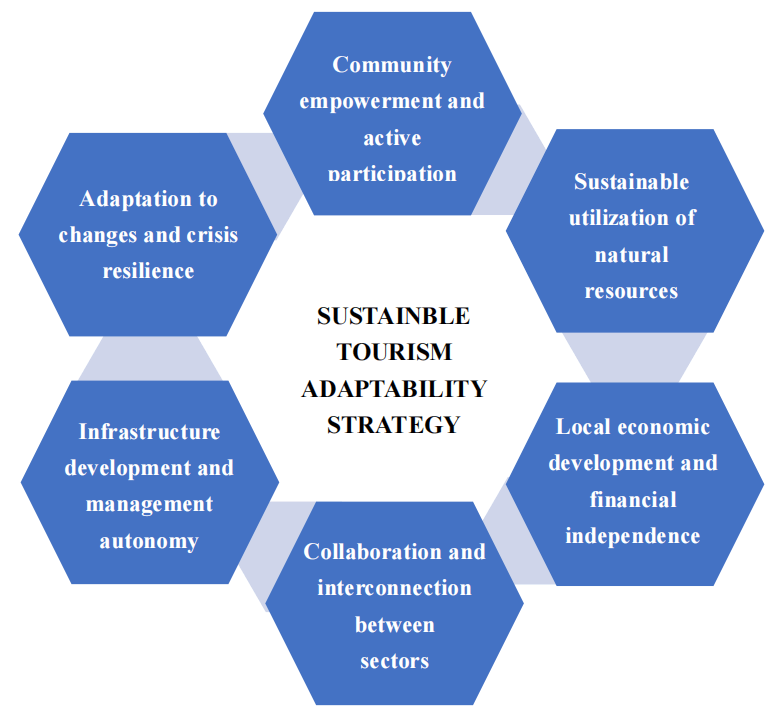 Community
empowerment and
active
participation
Sustainable
utilization of
natural
resources
Local economic
development and
financial
independence
Collaboration and
interconnection
between
sectors
Infrastructure
development and
management
autonomy
Adaptation to
changes and crisis
resilience
SUSTAINBLE
TOURISM
ADAPTABILITY
STRATEGY